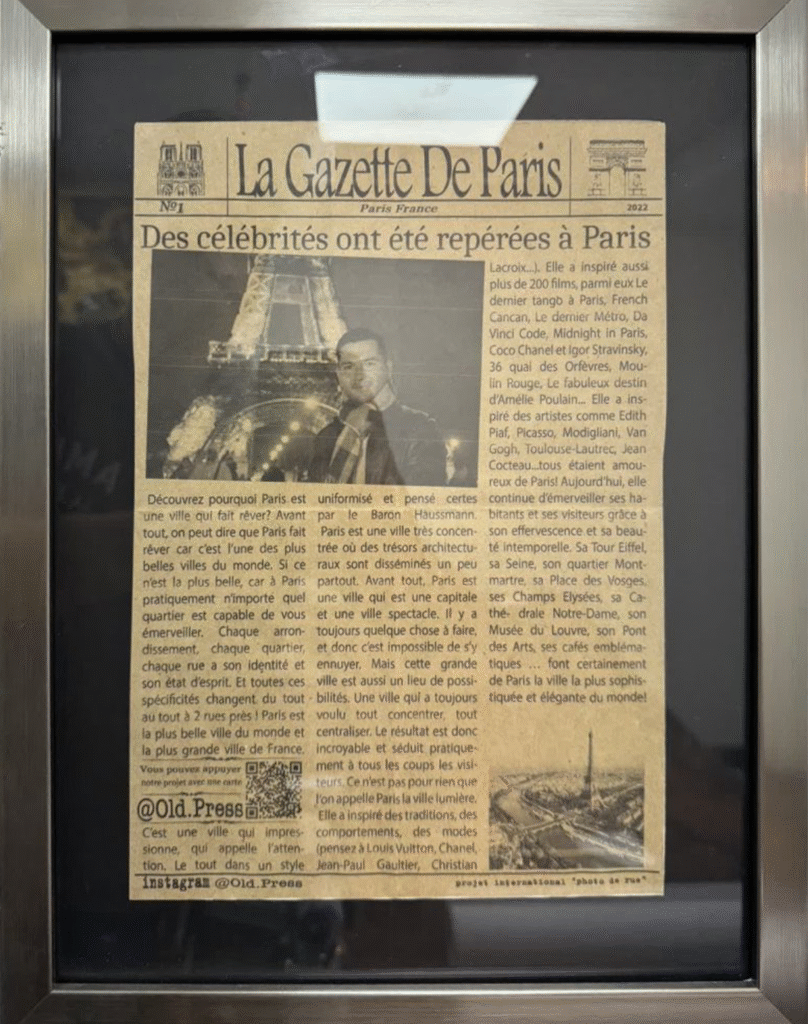 La Gazette De Paris
Nº1
Paris France
2022
Des célébrités ont été repérées à Paris
Découvrez pourquoi Paris est
une ville qui fait rêver? Avant
tout, on peut dire que Paris fait
rêver car c'est l'une des plus
belles villes du monde. Si ce
n'est la plus belle, car à Paris
pratiquement n'importe quel
quartier est capable de vous
émerveiller. Chaque arron-
dissement, chaque quartier,
chaque rue a son identité et
son état d'esprit. Et toutes ces
spécificités changent du tout
au tout à 2 rues près ! Paris est
la plus belle ville du monde et
la plus grande ville de France.
Vous pouvez appuyer
notre projet avec une carte
@Old.Press
C'est une ville qui impres-
sionne, qui appelle l'atten-
tion. Le tout dans un style
uniformisé et pensé certes
par le Baron Haussmann.
Paris est une ville très concen-
trée où des trésors architectu-
raux sont disséminés un peu
partout. Avant tout, Paris est
une ville qui est une capitale
et une ville spectacle. Il y a
toujours quelque chose à faire,
et donc c'est impossible de s'y
ennuyer. Mais cette grande
ville est aussi un lieu de possi-
bilités. Une ville qui a toujours
voulu tout concentrer, tout
centraliser. Le résultat est donc
incroyable et séduit pratique-
ment à tous les coups les visi-
teurs. Ce n'est pas pour rien que
l'on appelle Paris la ville lumière.
Elle a inspiré des traditions, des
comportements, des modes
(pensez à Louis Vuitton, Chanel,
Jean-Paul Gaultier, Christian
Lacroix...). Elle a inspiré aussi
plus de 200 films, parmi eux Le
dernier tango à Paris, French
Cancan, Le dernier Métro, Da
Vinci Code, Midnight in Paris,
Coco Chanel et Igor Stravinsky,
36 quai des Orfèvres, Mou-
lin Rouge, Le fabuleux destin
d'Amélie Poulain... Elle a ins-
piré des artistes comme Edith
Piaf, Picasso, Modigliani, Van
Gogh, Toulouse-Lautrec, Jean
Cocteau...tous étaient amou-
reux de Paris! Aujourd'hui, elle
continue d'émerveiller ses ha-
bitants et ses visiteurs grâce à
son effervescence et sa beau-
té intemporelle. Sa Tour Eiffel,
sa Seine, son quartier Mont-
martre, sa Place des Vosges,
ses Champs Elysées, sa Ca-
thé- drale Notre-Dame, son
Musée du Louvre, son Pont
des Arts, ses cafés embléma-
tiques ... font certainement
de Paris la ville la plus sophis-
tiquée et élégante du monde!
instagram @Old.Press
projet international "photo de rue"